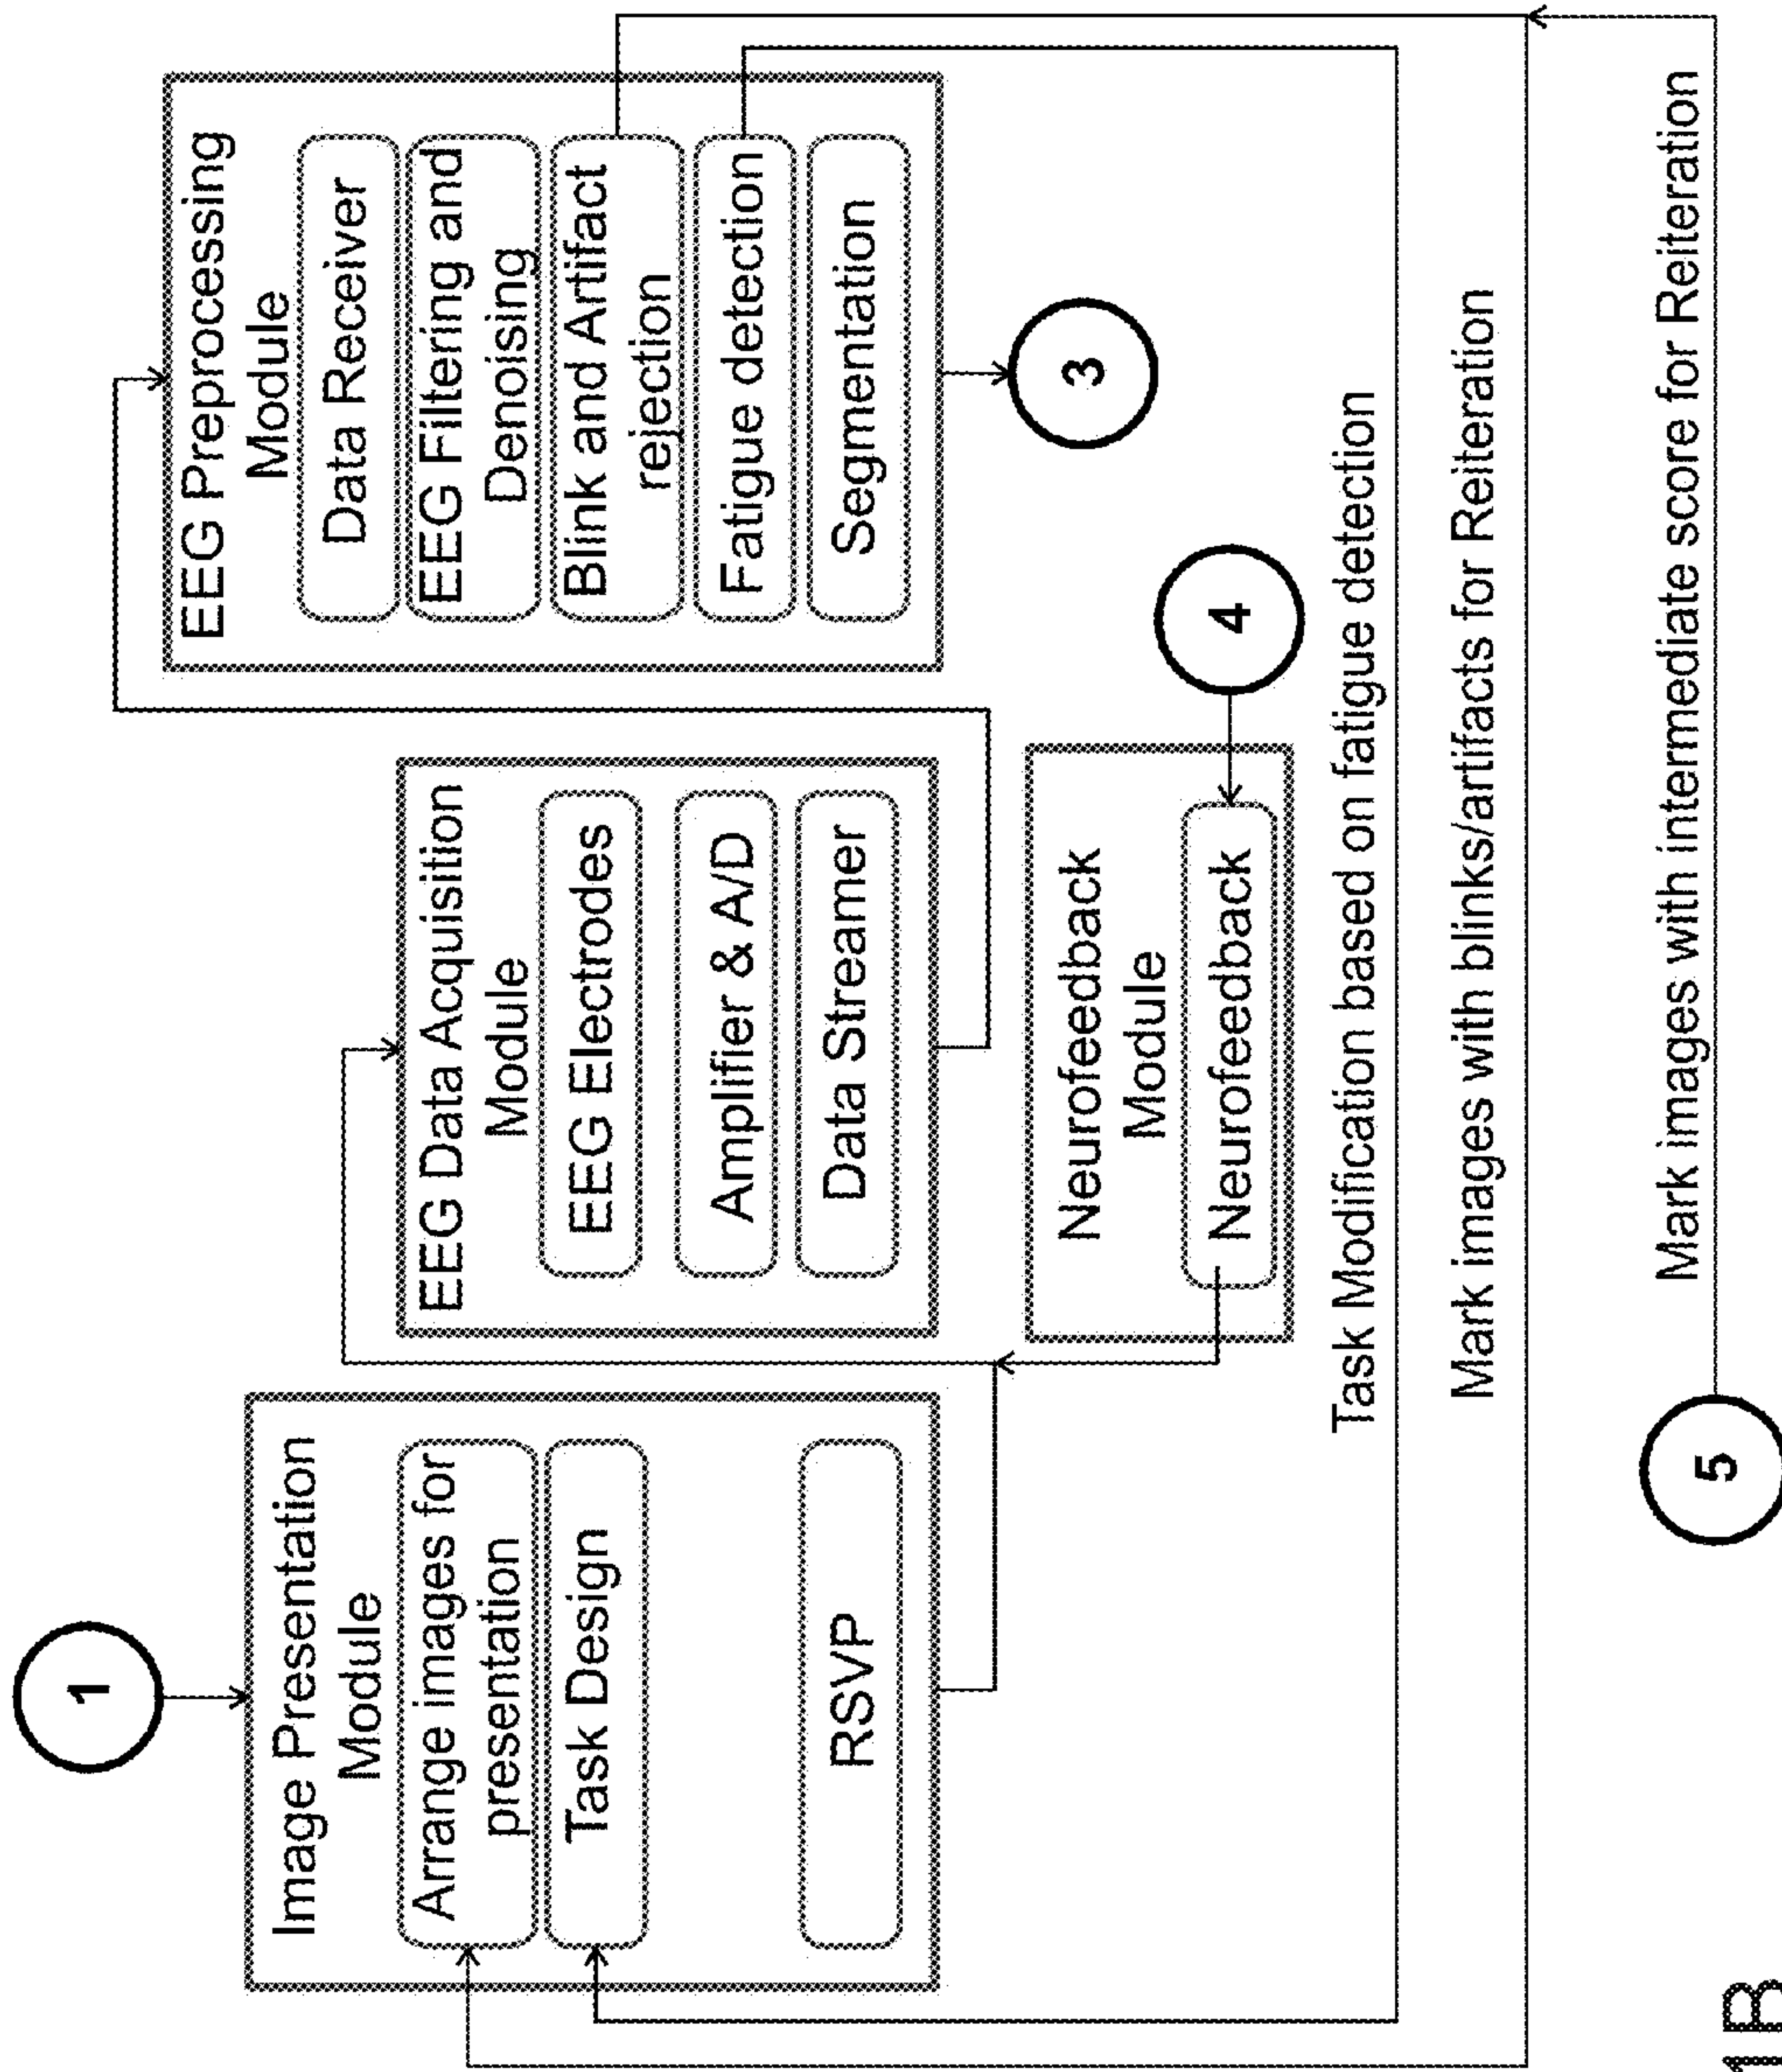 1
Image Presentation
Module
Arrange images for
presentation
Task Design
RSVP
EEG Data Acquisition
Module
EEG Electrodes
Amplifier & A/D
Data Streamer
Neurofeedback
Module
Neurofeedback
EEG Preprocessing
Module
Data Receiver
EEG Filtering and
Denoising
Blink and Artifact
rejection
Fatigue detection
Segmentation
3
4
Task Modification based on fatigue detection
Mark images with blinks/artifacts for Reiteration
Mark images with intermediate score for Reiteration
5
1B